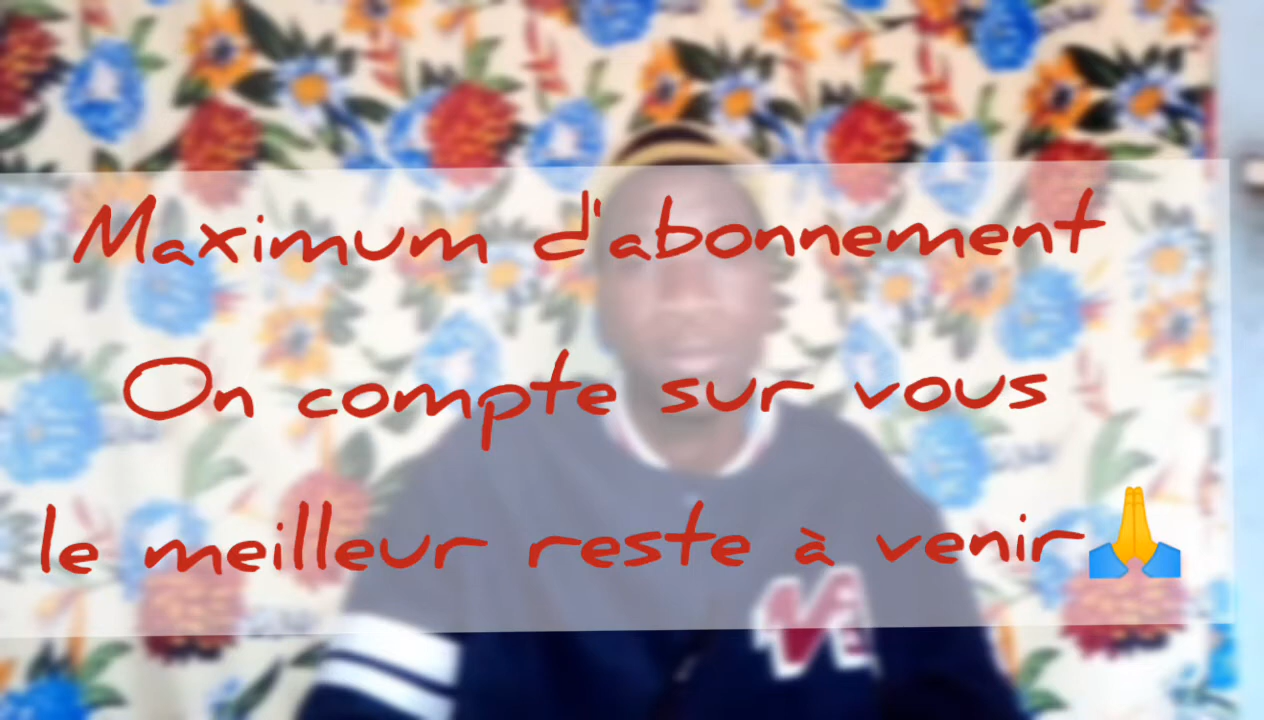 Maximum d'abonnement
On compte sur vous
le meilleur reste à venir🙏